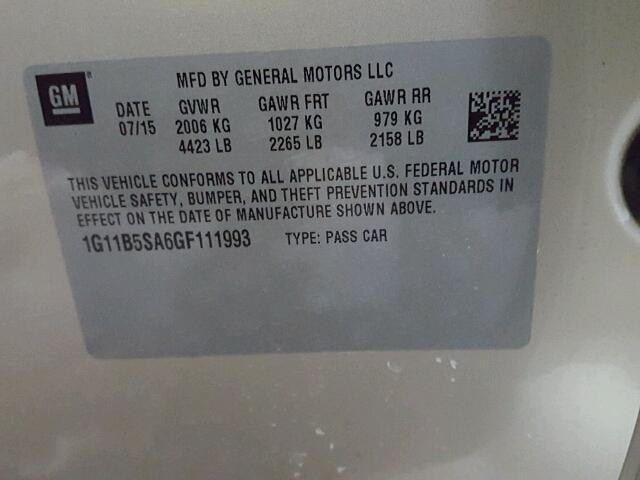 GM® MFD BY GENERAL MOTORS LLC
DATE GVWR GAWR FRT GAWR RR
07/15 2006 KG 1027 KG 979 KG
4423 LB 2265 LB 2158 LB
THIS VEHICLE CONFORMS TO ALL APPLICABLE U.S. FEDERAL MOTOR
VEHICLE SAFETY, BUMPER, AND THEFT PREVENTION STANDARDS IN
EFFECT ON THE DATE OF MANUFACTURE SHOWN ABOVE.
1G11B5SA6GF111993 TYPE: PASS CAR